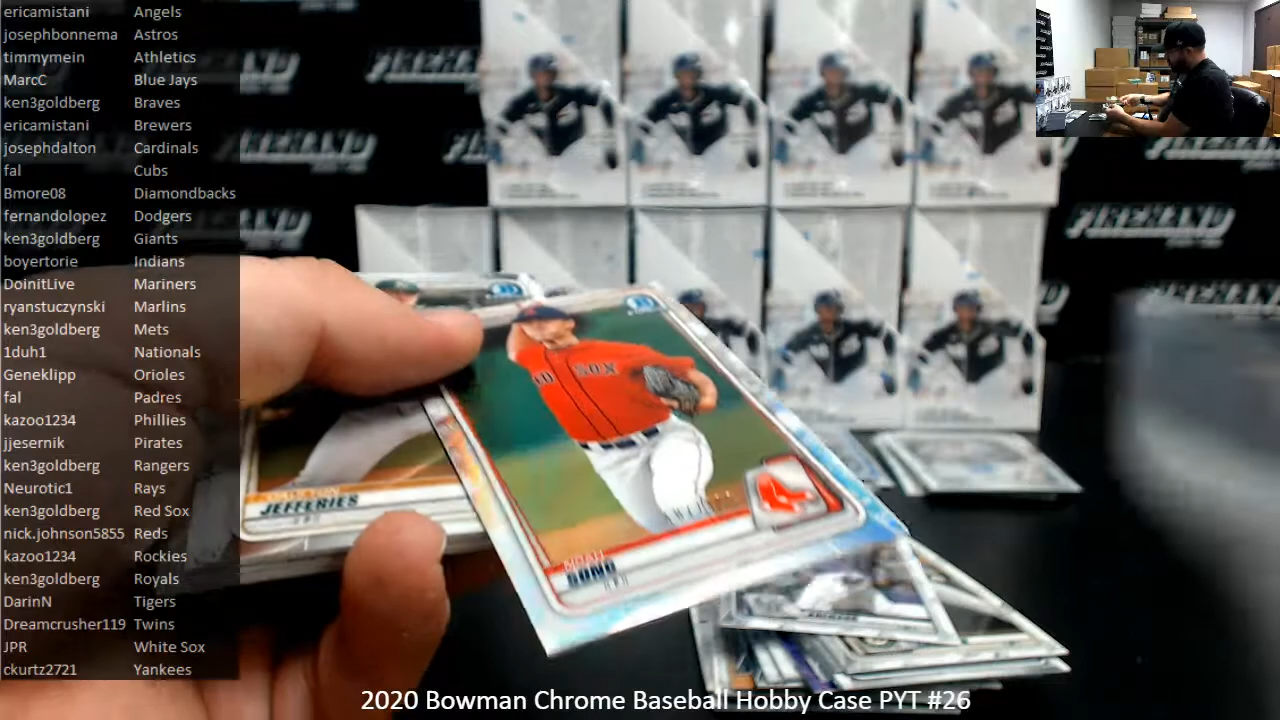 ericamistani Angels
josephbonnema Astros
timmymein Athletics
MarcC Blue Jays
ken3goldberg Braves
ericamistani Brewers
josephdalton Cardinals
fal Cubs
Bmore08 Diamondbacks
fernandolopez Dodgers
ken3goldberg Giants
boyertorie Indians
DoinitLive Mariners
ryanstuczynski Marlins
ken3goldberg Mets
1duh1 Nationals
Geneklipp Orioles
fal Padres
kazoo1234 Phillies
jjesernik Pirates
ken3goldberg Rangers
Neurotic1 Rays
ken3goldberg Red Sox
nick.johnson5855 Reds
kazoo1234 Rockies
ken3goldberg Royals
DarinN Tigers
Dreamcrusher119 Twins
JPR White Sox
ckurtz2721 Yankees
FIREHAND
SOX
JEFFERIES
NOAH
SONG
2020 Bowman Chrome Baseball Hobby Case PYT #26